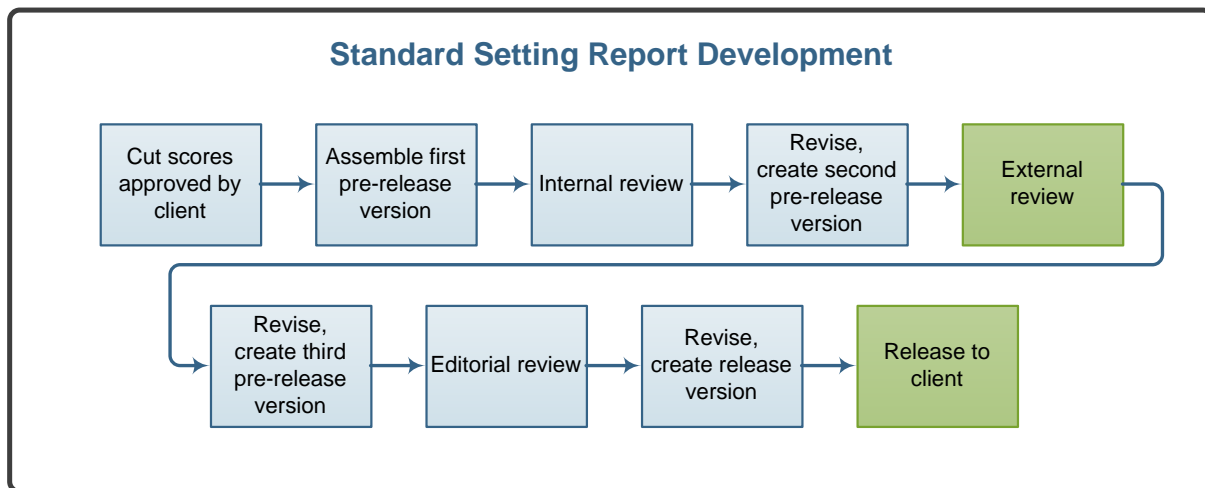 Standard Setting Report Development
Cut scores
approved by
client
Assemble first
pre-release
version
Internal review
Revise,
create second
pre-release
version
External
review
Revise,
create third
pre-release
version
Editorial review
Revise,
create release
version
Release to
client